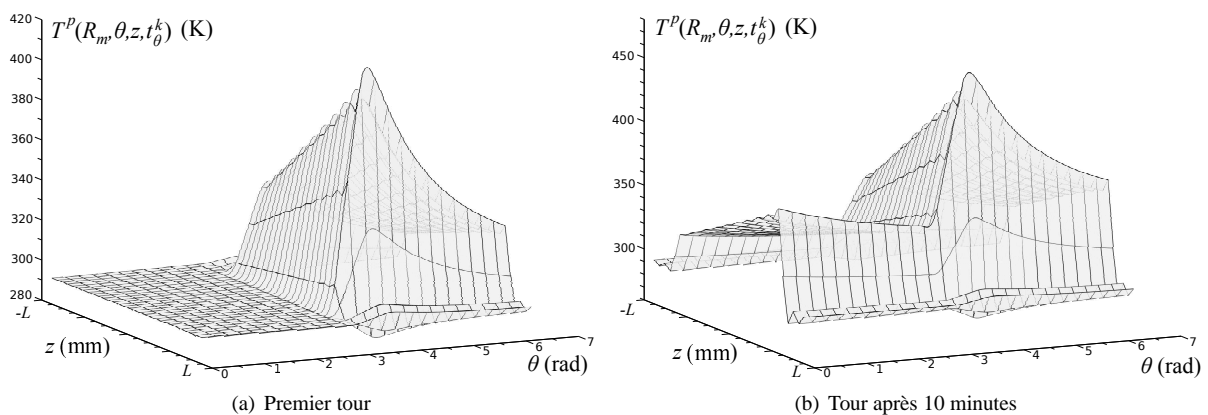 T^p(R_m,θ,z,t_θ^k) (K)
420
400
380
360
340
320
300
280
-L
z (mm)
L
0
1
2
3
4
5
6
7
θ (rad)
(a) Premier tour
T^p(R_m,θ,z,t_θ^k) (K)
450
400
350
300
-L
z (mm)
L
0
1
2
3
4
5
6
7
θ (rad)
(b) Tour après 10 minutes